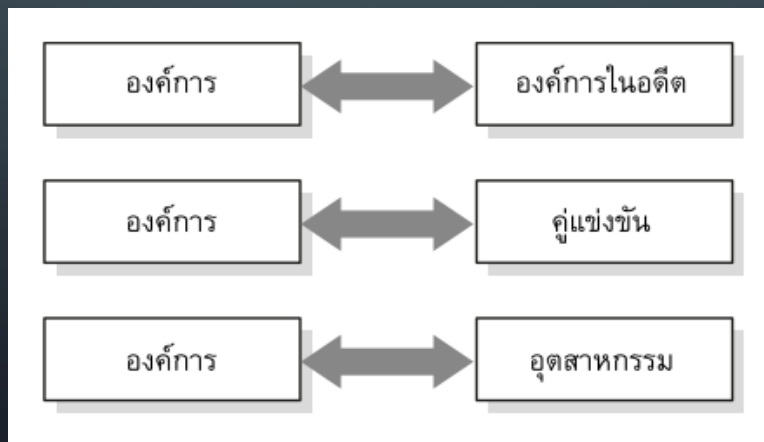 องค์การ
องค์การในอดีต
องค์การ
คู่แข่งขัน
องค์การ
อุตสาหกรรม